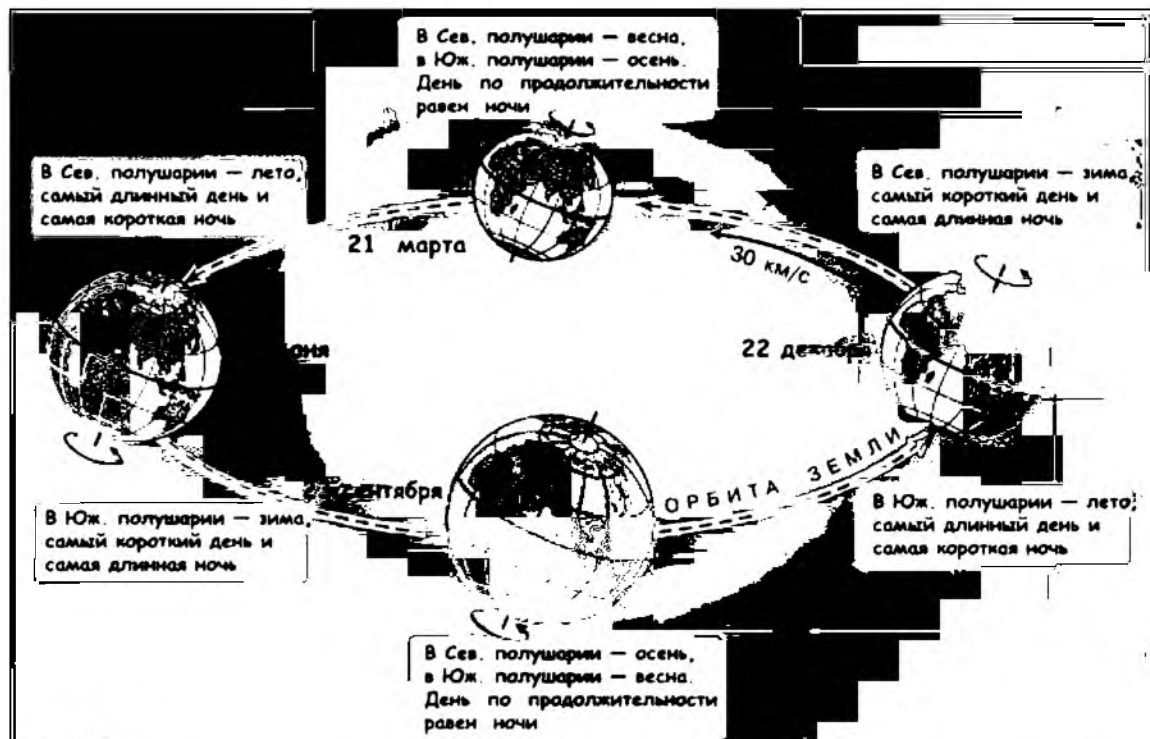 В Сев. полушарии — весна,
в Юж. полушарии — осень.
День по продолжительности
равен ночи
В Сев. полушарии — лето,
самый длинный день и
самая короткая ночь
В Сев. полушарии — зима,
самый короткий день и
самая длинная ночь
21 марта
30 км/с
22 декабря
ОРБИТА ЗЕМЛИ
В Юж. полушарии — зима,
самый короткий день и
самая длинная ночь
В Юж. полушарии — лето,
самый длинный день и
самая короткая ночь
В Сев. полушарии — осень,
в Юж. полушарии — весна.
День по продолжительности
равен ночи